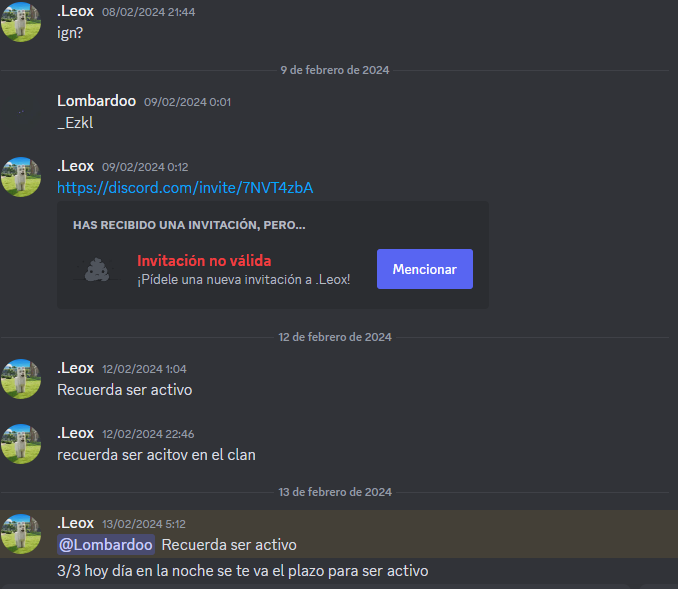 .Leox 08/02/2024 21:44
ign?
9 de febrero de 2024
Lombardoo 09/02/2024 0:01
_Ezkl
.Leox 09/02/2024 0:12
https://discord.com/invite/7NVT4zbA
HAS RECIBIDO UNA INVITACIÓN, PERO...
Invitación no válida
¡Pídele una nueva invitación a .Leox!
Mencionar
12 de febrero de 2024
.Leox 12/02/2024 1:04
Recuerda ser activo
.Leox 12/02/2024 22:46
recuerda ser acitov en el clan
13 de febrero de 2024
.Leox 13/02/2024 5:12
@Lombardoo Recuerda ser activo
3/3 hoy día en la noche se te va el plazo para ser activo